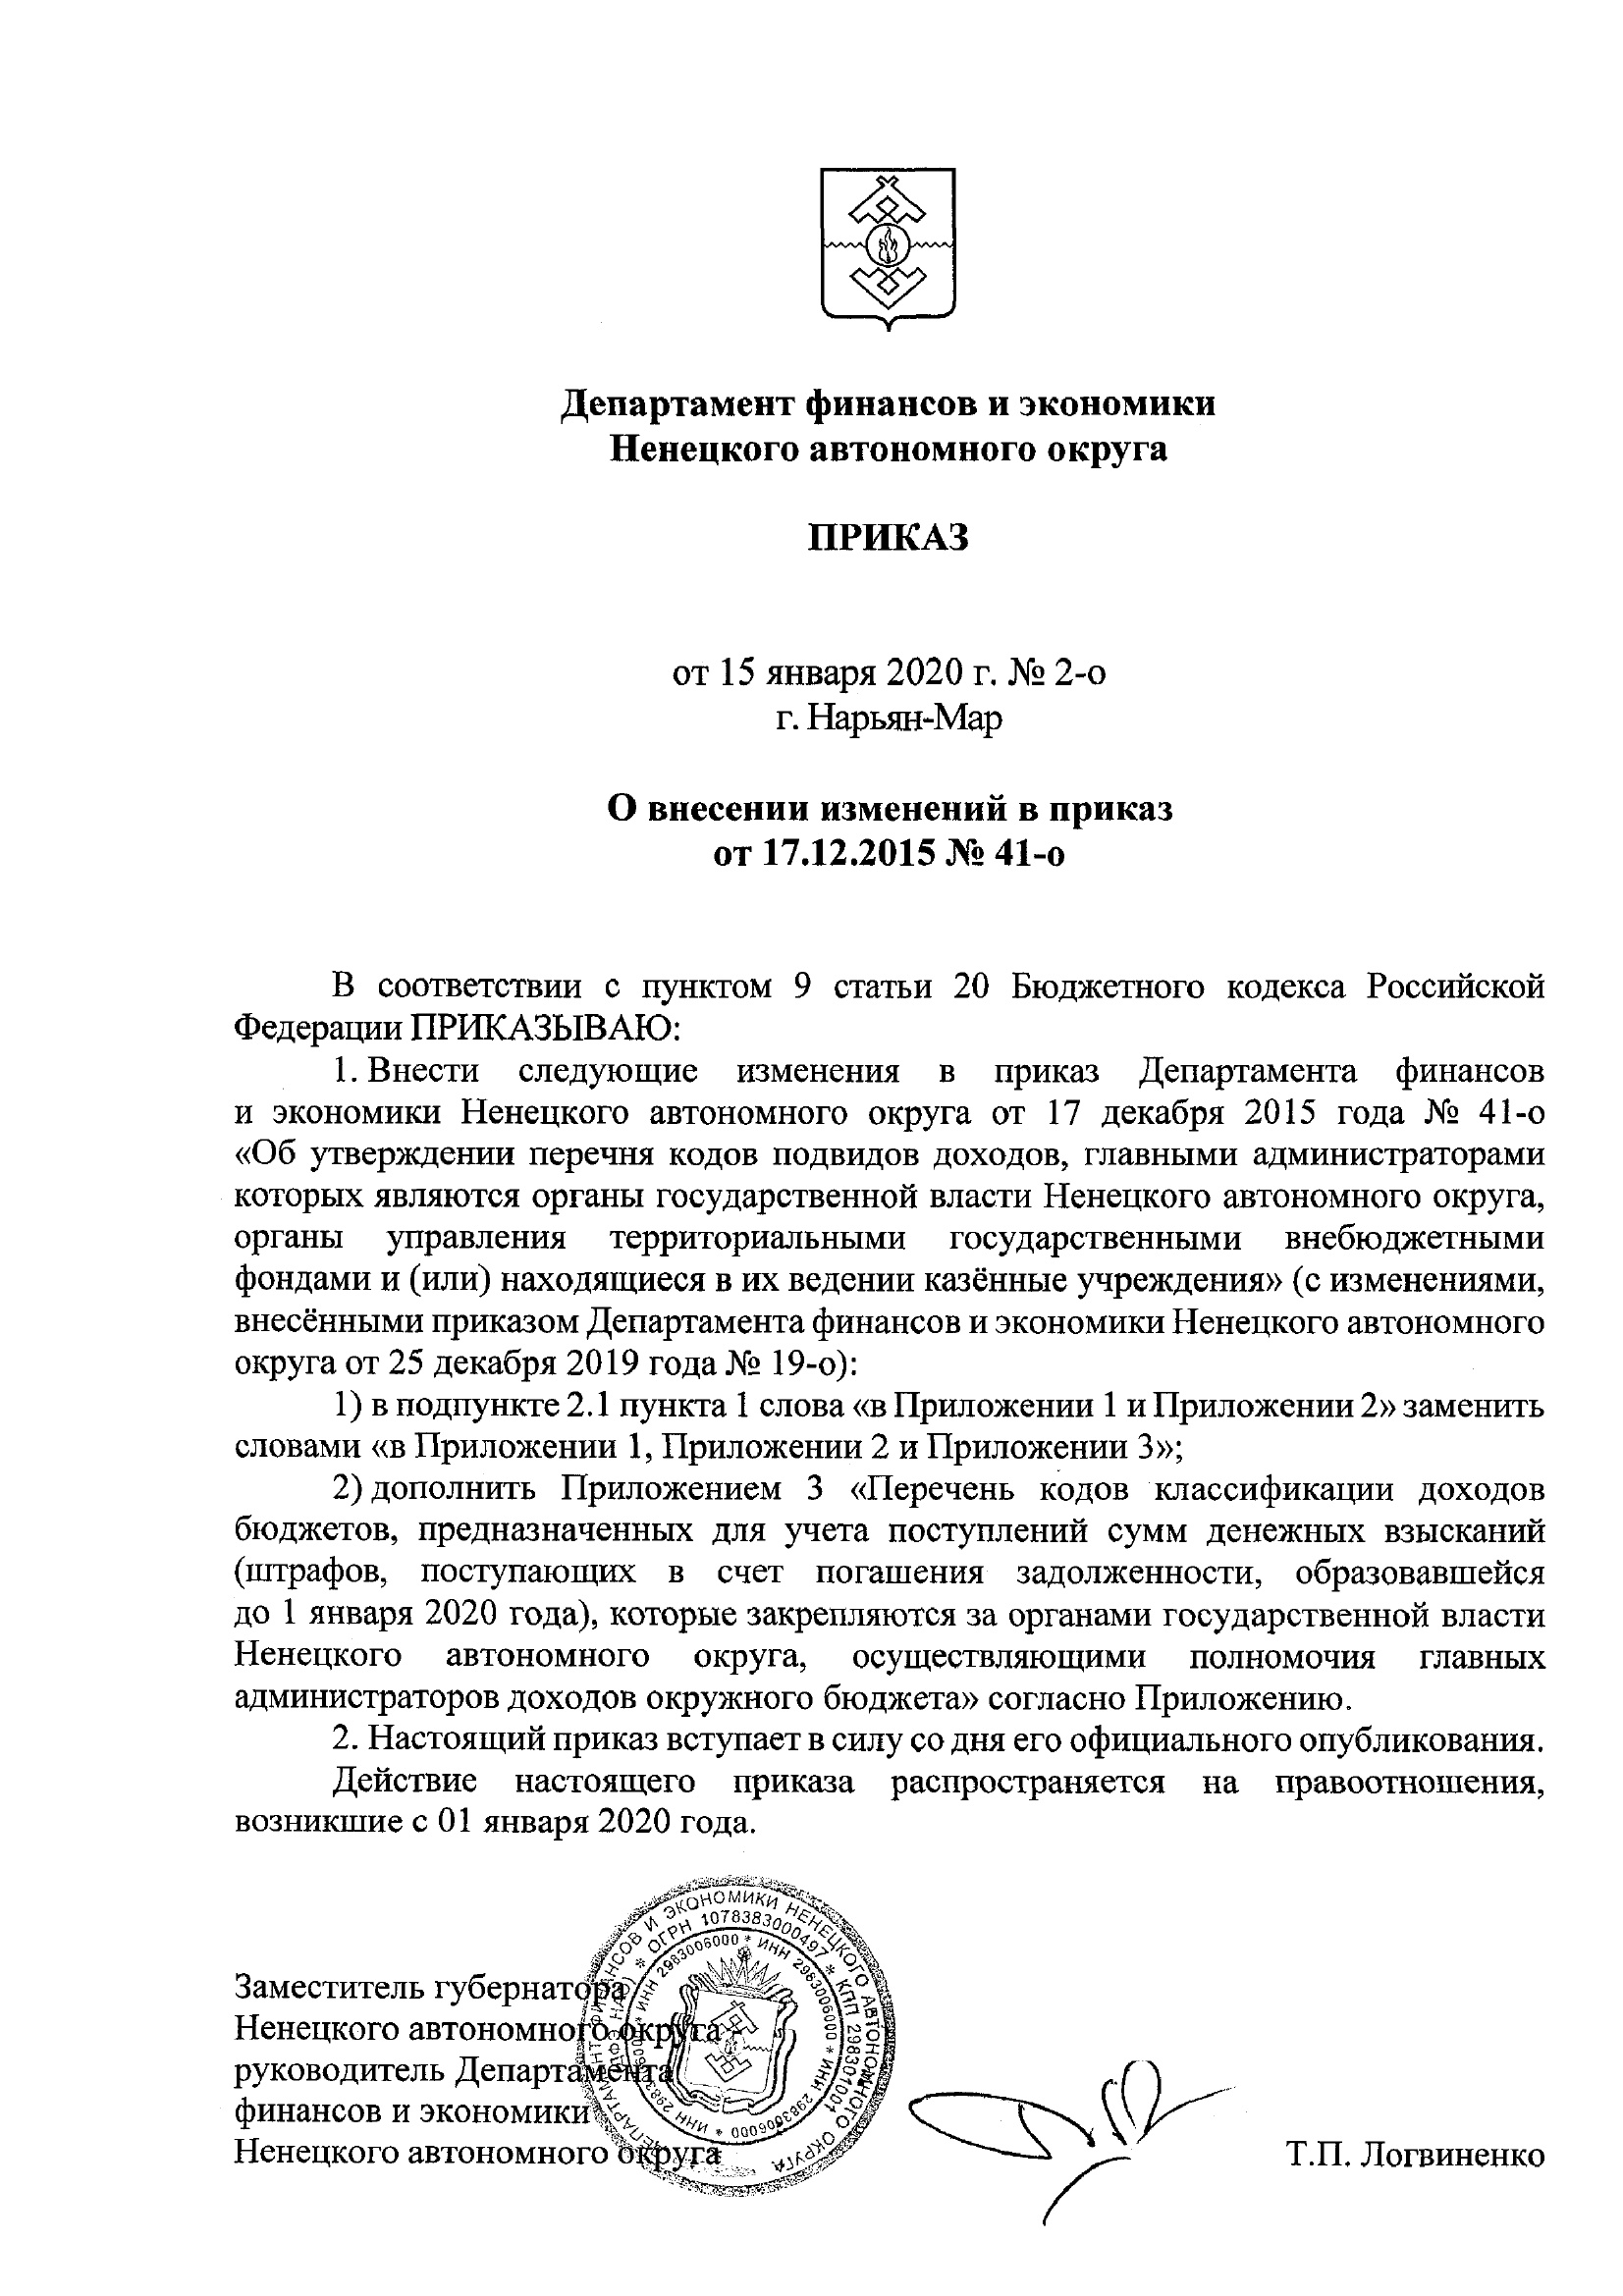 Департамент финансов и экономики
Ненецкого автономного округа
ПРИКАЗ
от 15 января 2020 г. № 2-о
г. Нарьян-Мар
О внесении изменений в приказ
от 17.12.2015 № 41-о
В соответствии с пунктом 9 статьи 20 Бюджетного кодекса Российской
Федерации ПРИКАЗЫВАЮ:
1. Внести следующие изменения в приказ Департамента финансов
и экономики Ненецкого автономного округа от 17 декабря 2015 года № 41-о
«Об утверждении перечня кодов подвидов доходов, главными администраторами
которых являются органы государственной власти Ненецкого автономного округа,
органы управления территориальными государственными внебюджетными
фондами и (или) находящиеся в их ведении казённые учреждения» (с изменениями,
внесёнными приказом Департамента финансов и экономики Ненецкого автономного
округа от 25 декабря 2019 года № 19-о):
1) в подпункте 2.1 пункта 1 слова «в Приложении 1 и Приложении 2» заменить
словами «в Приложении 1, Приложении 2 и Приложении 3»;
2) дополнить Приложением 3 «Перечень кодов классификации доходов
бюджетов, предназначенных для учета поступлений сумм денежных взысканий
(штрафов, поступающих в счет погашения задолженности, образовавшейся
до 1 января 2020 года), которые закрепляются за органами государственной власти
Ненецкого автономного округа, осуществляющими полномочия главных
администраторов доходов окружного бюджета» согласно Приложению.
2. Настоящий приказ вступает в силу со дня его официального опубликования.
Действие настоящего приказа распространяется на правоотношения,
возникшие с 01 января 2020 года.
Заместитель губернатора
Ненецкого автономного округа -
руководитель Департамента
финансов и экономики
Ненецкого автономного округа
Т.П. Логвиненко
ДЕПАРТАМЕНТ ФИНАНСОВ И ЭКОНОМИКИ НЕНЕЦКОГО АВТОНОМНОГО ОКРУГА
(ДФЭ НАО) * ОГРН 1078383000497 * КПП 298301001
* ИНН 2983006000 * ИНН 2983006000 * ИНН 2983006000 * ИНН 2983006000